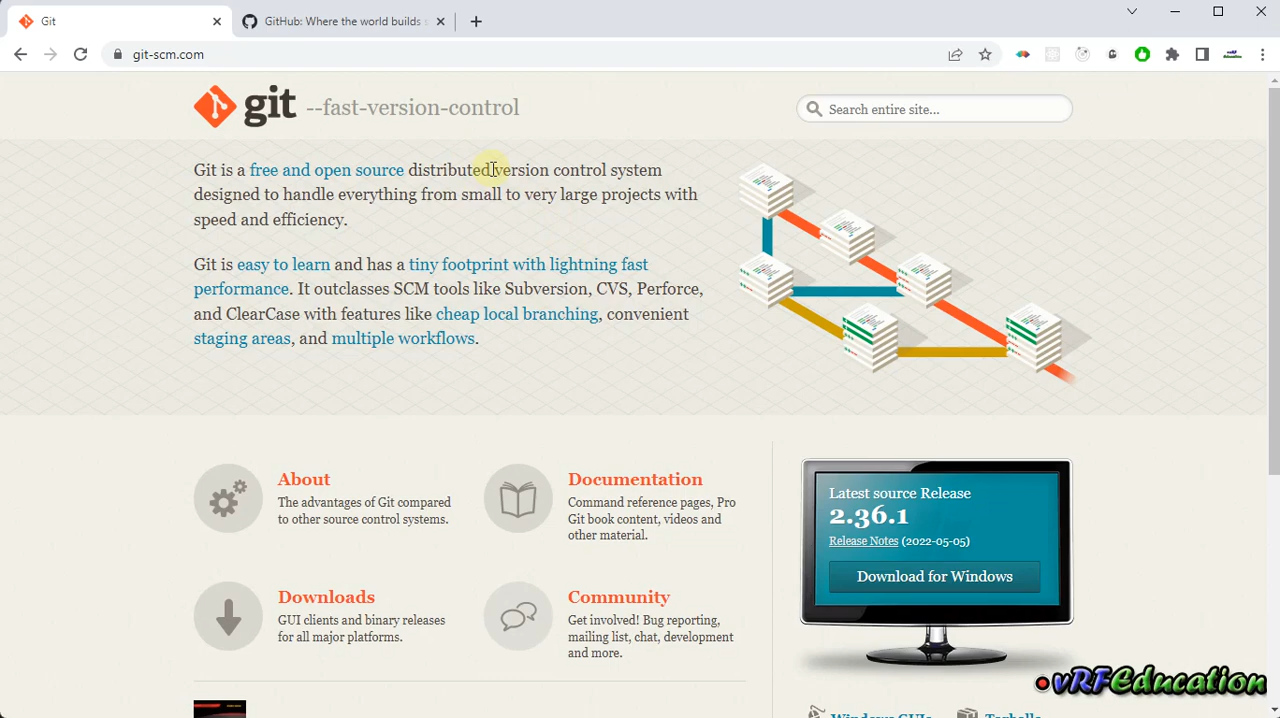 Git
GitHub: Where the world builds s
git-scm.com
git --fast-version-control
Search entire site...
Git is a free and open source distributed version control system
designed to handle everything from small to very large projects with
speed and efficiency.
Git is easy to learn and has a tiny footprint with lightning fast
performance. It outclasses SCM tools like Subversion, CVS, Perforce,
and ClearCase with features like cheap local branching, convenient
staging areas, and multiple workflows.
About
The advantages of Git compared
to other source control systems.
Documentation
Command reference pages, Pro
Git book content, videos and
other material.
Downloads
GUI clients and binary releases
for all major platforms.
Community
Get involved! Bug reporting,
mailing list, chat, development
and more.
Latest source Release
2.36.1
Release Notes (2022-05-05)
Download for Windows
Windows GUIs
Tarballs
vRFEducation